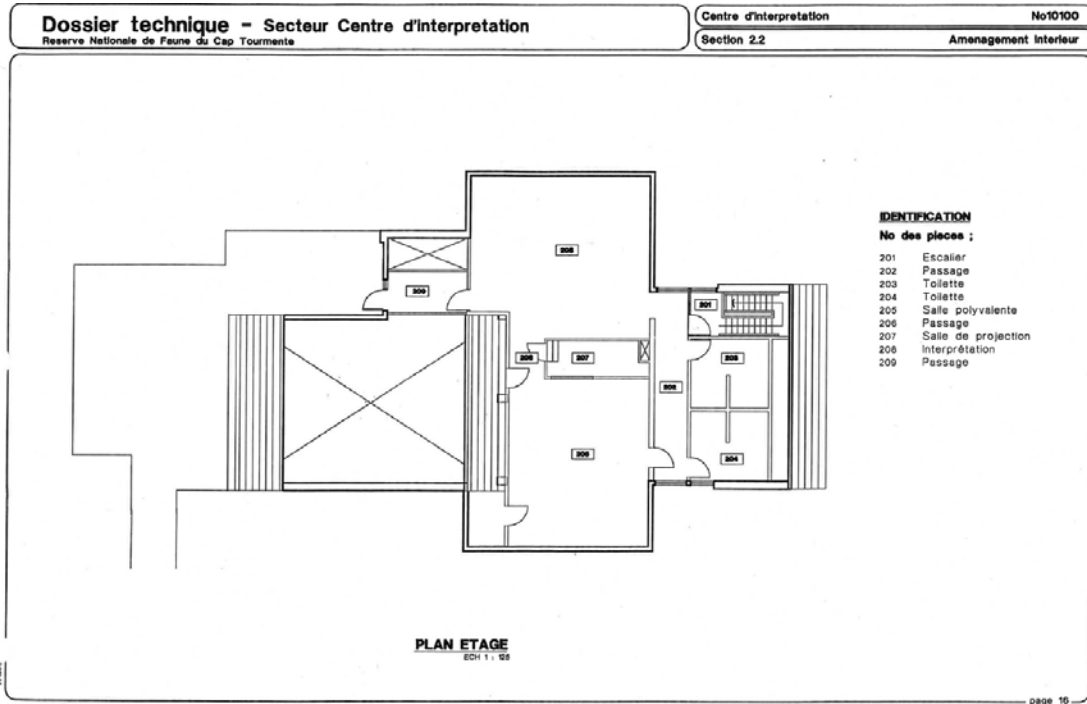 Dossier technique - Secteur Centre d'interpretation
Reserve Nationale de Faune du Cap Tourmente
Centre d'interpretation No10100
Section 2.2 Amenagement Interieur
IDENTIFICATION
No des pieces ;
201 Escalier
202 Passage
203 Toilette
204 Toilette
205 Salle polyvalente
206 Passage
207 Salle de projection
208 Interprétation
209 Passage
208
209
201
206
207
203
202
205
204
PLAN ETAGE
ECH 1 : 125
page 16